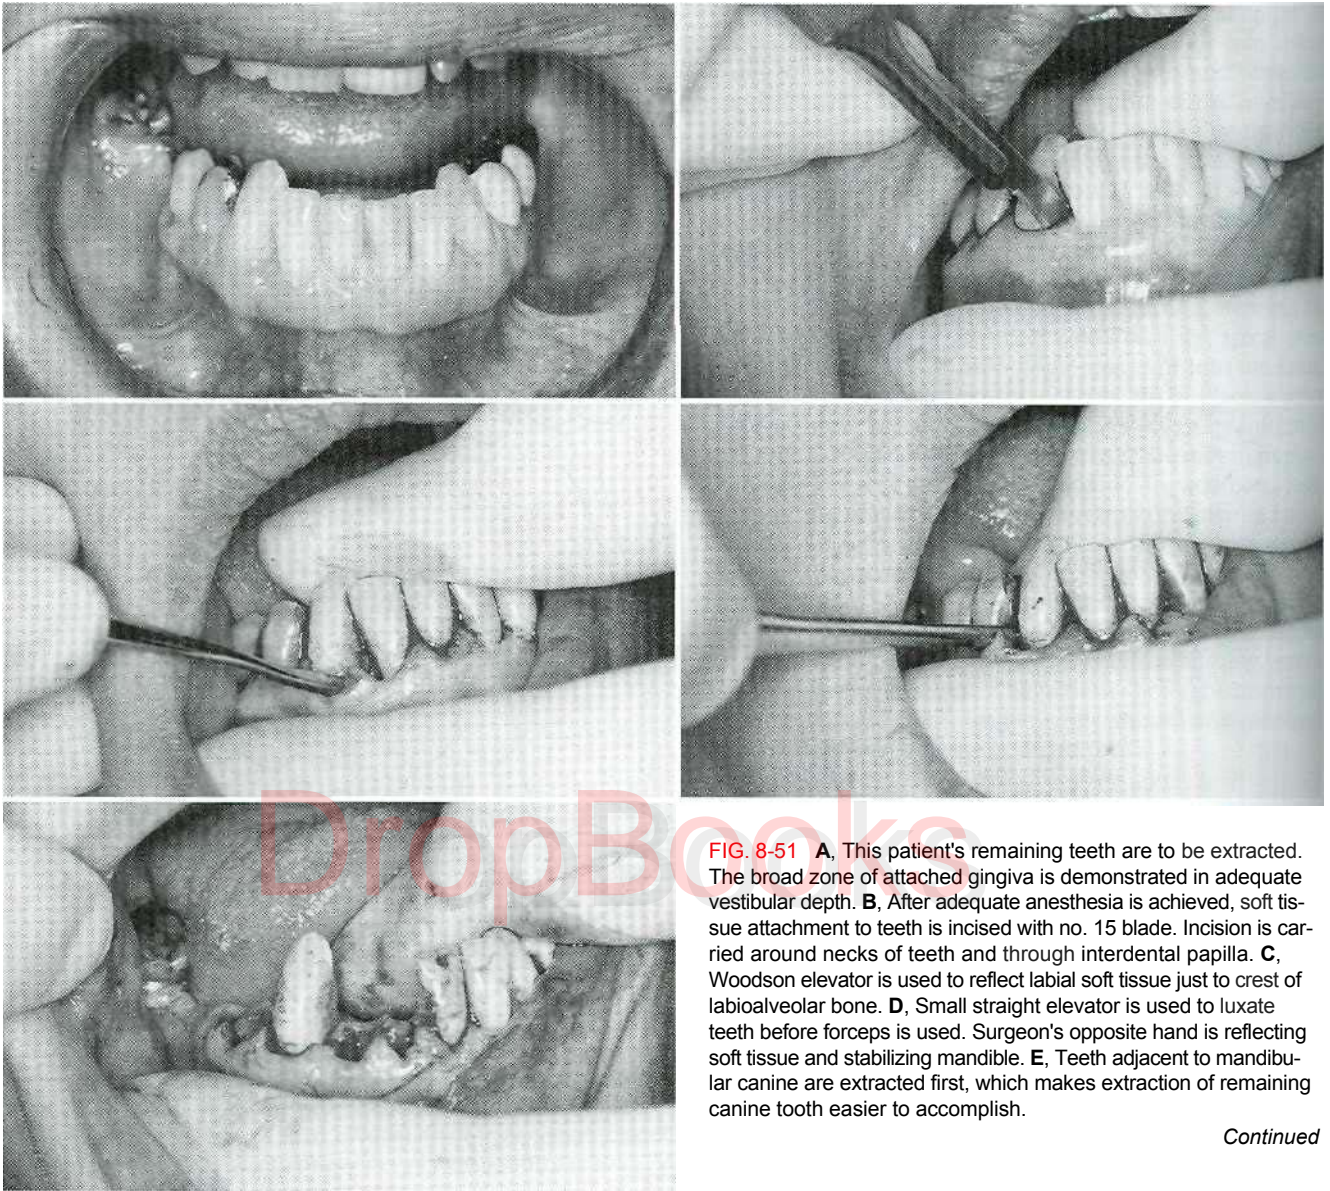 DropBooks
FIG. 8-51 A, This patient's remaining teeth are to be extracted.
The broad zone of attached gingiva is demonstrated in adequate
vestibular depth. B, After adequate anesthesia is achieved, soft tis-
sue attachment to teeth is incised with no. 15 blade. Incision is car-
ried around necks of teeth and through interdental papilla. C,
Woodson elevator is used to reflect labial soft tissue just to crest of
labioalveolar bone. D, Small straight elevator is used to luxate
teeth before forceps is used. Surgeon's opposite hand is reflecting
soft tissue and stabilizing mandible. E, Teeth adjacent to mandibu-
lar canine are extracted first, which makes extraction of remaining
canine tooth easier to accomplish.
Continued